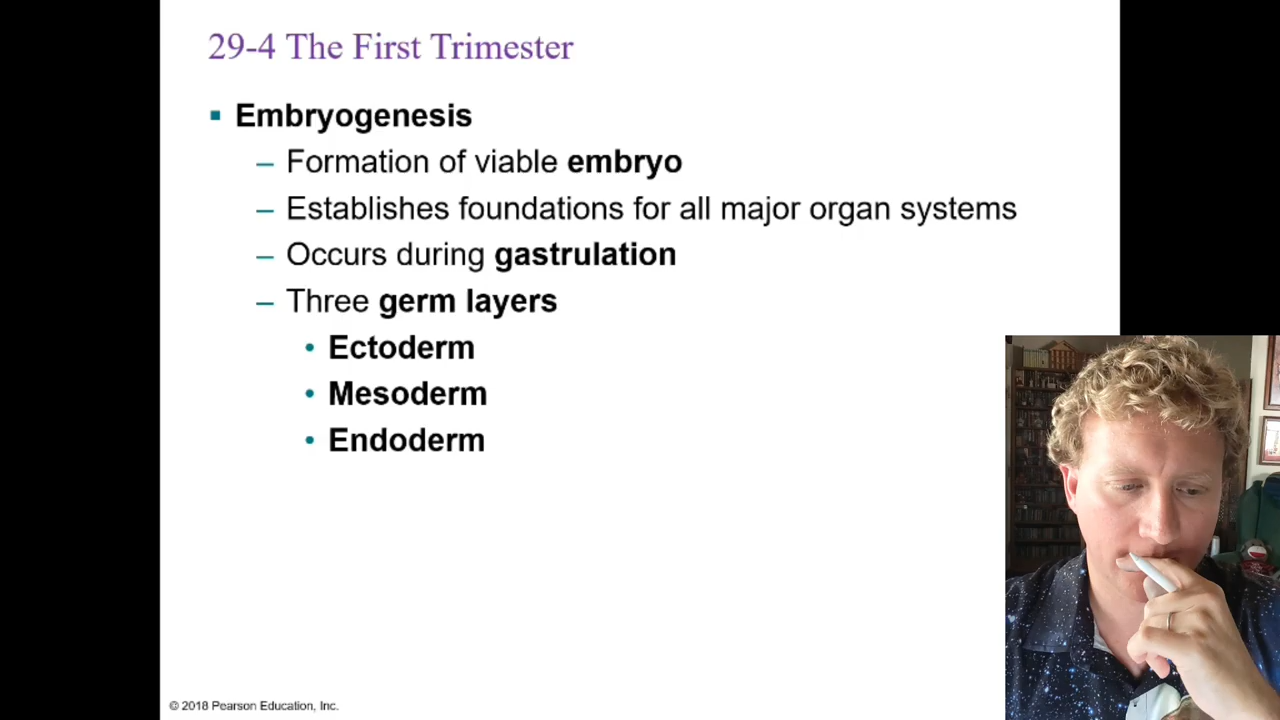 29-4 The First Trimester
▪ Embryogenesis
– Formation of viable embryo
– Establishes foundations for all major organ systems
– Occurs during gastrulation
– Three germ layers
• Ectoderm
• Mesoderm
• Endoderm
© 2018 Pearson Education, Inc.